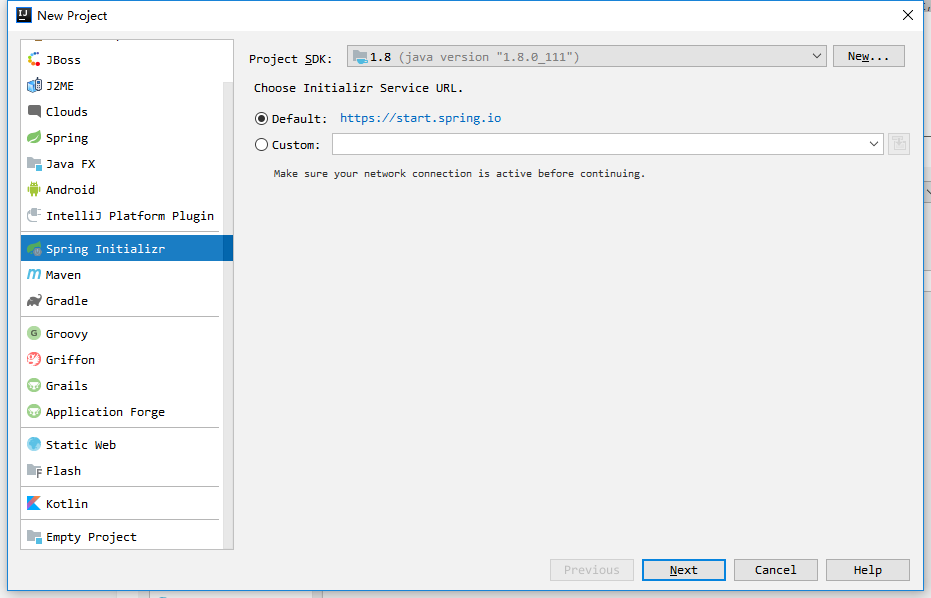 New Project
JBoss
J2ME
Clouds
Spring
Java FX
Android
IntelliJ Platform Plugin
Spring Initializr
Maven
Gradle
Groovy
Griffon
Grails
Application Forge
Static Web
Flash
Kotlin
Empty Project
Project SDK: 1.8 (java version "1.8.0_111") New...
Choose Initializr Service URL.
Default: https://start.spring.io
Custom:
Make sure your network connection is active before continuing.
Previous Next Cancel Help